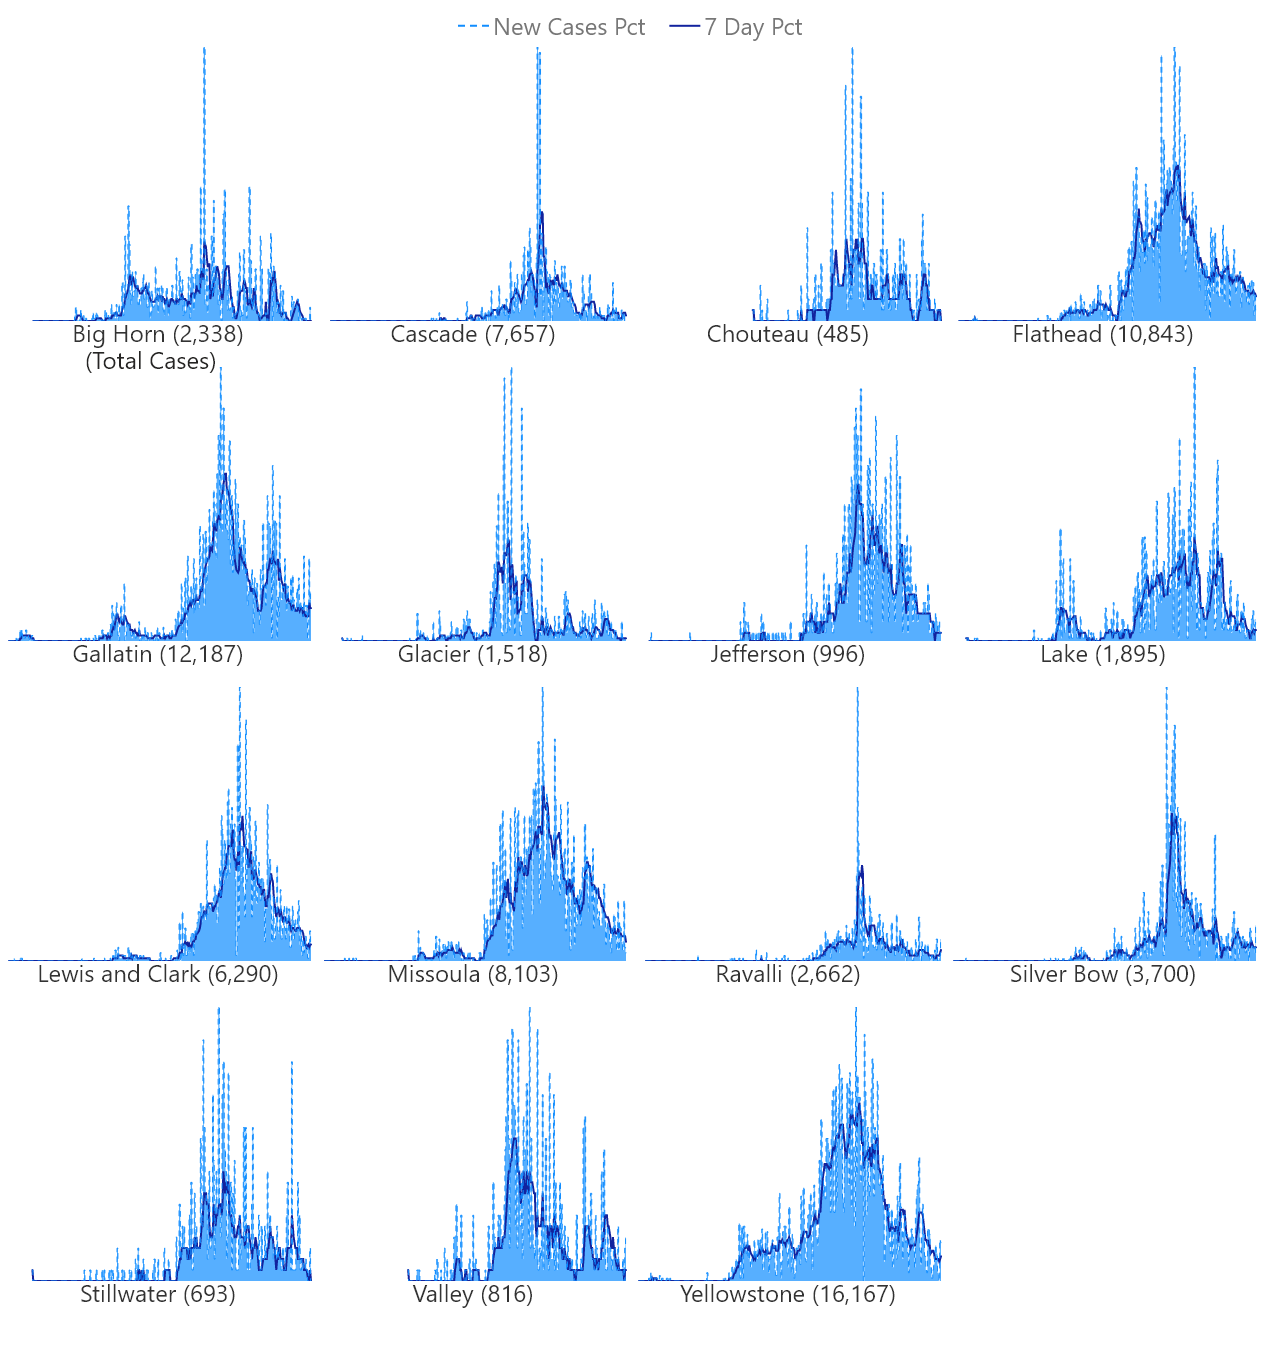 New Cases Pct 7 Day Pct
Big Horn (2,338) Cascade (7,657) Chouteau (485) Flathead (10,843)
(Total Cases)
Gallatin (12,187) Glacier (1,518) Jefferson (996) Lake (1,895)
Lewis and Clark (6,290) Missoula (8,103) Ravalli (2,662) Silver Bow (3,700)
Stillwater (693) Valley (816) Yellowstone (16,167)